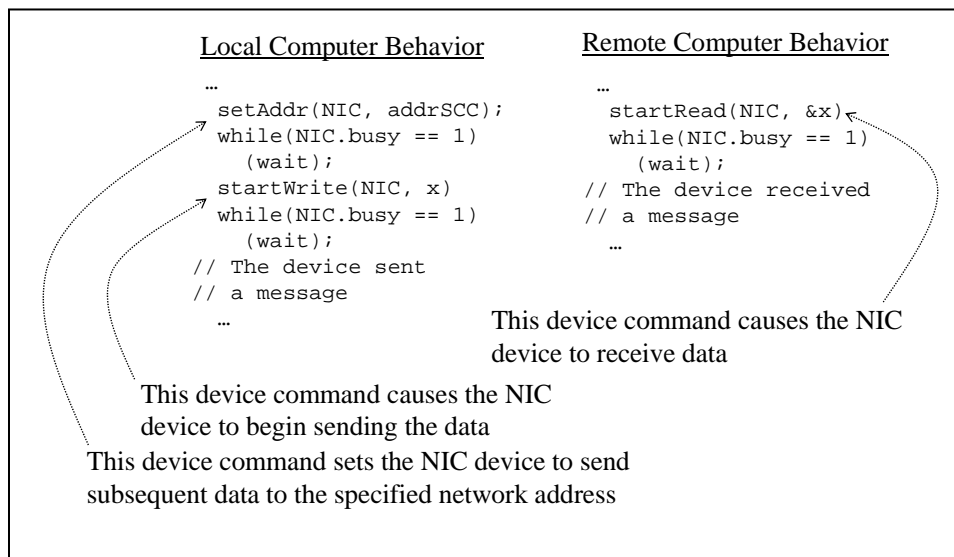 Local Computer Behavior
…
setAddr(NIC, addrSCC);
while(NIC.busy == 1)
(wait);
startWrite(NIC, x)
while(NIC.busy == 1)
(wait);
// The device sent
// a message
…
Remote Computer Behavior
…
startRead(NIC, &x)
while(NIC.busy == 1)
(wait);
// The device received
// a message
…
This device command causes the NIC
device to receive data
This device command causes the NIC
device to begin sending the data
This device command sets the NIC device to send
subsequent data to the specified network address